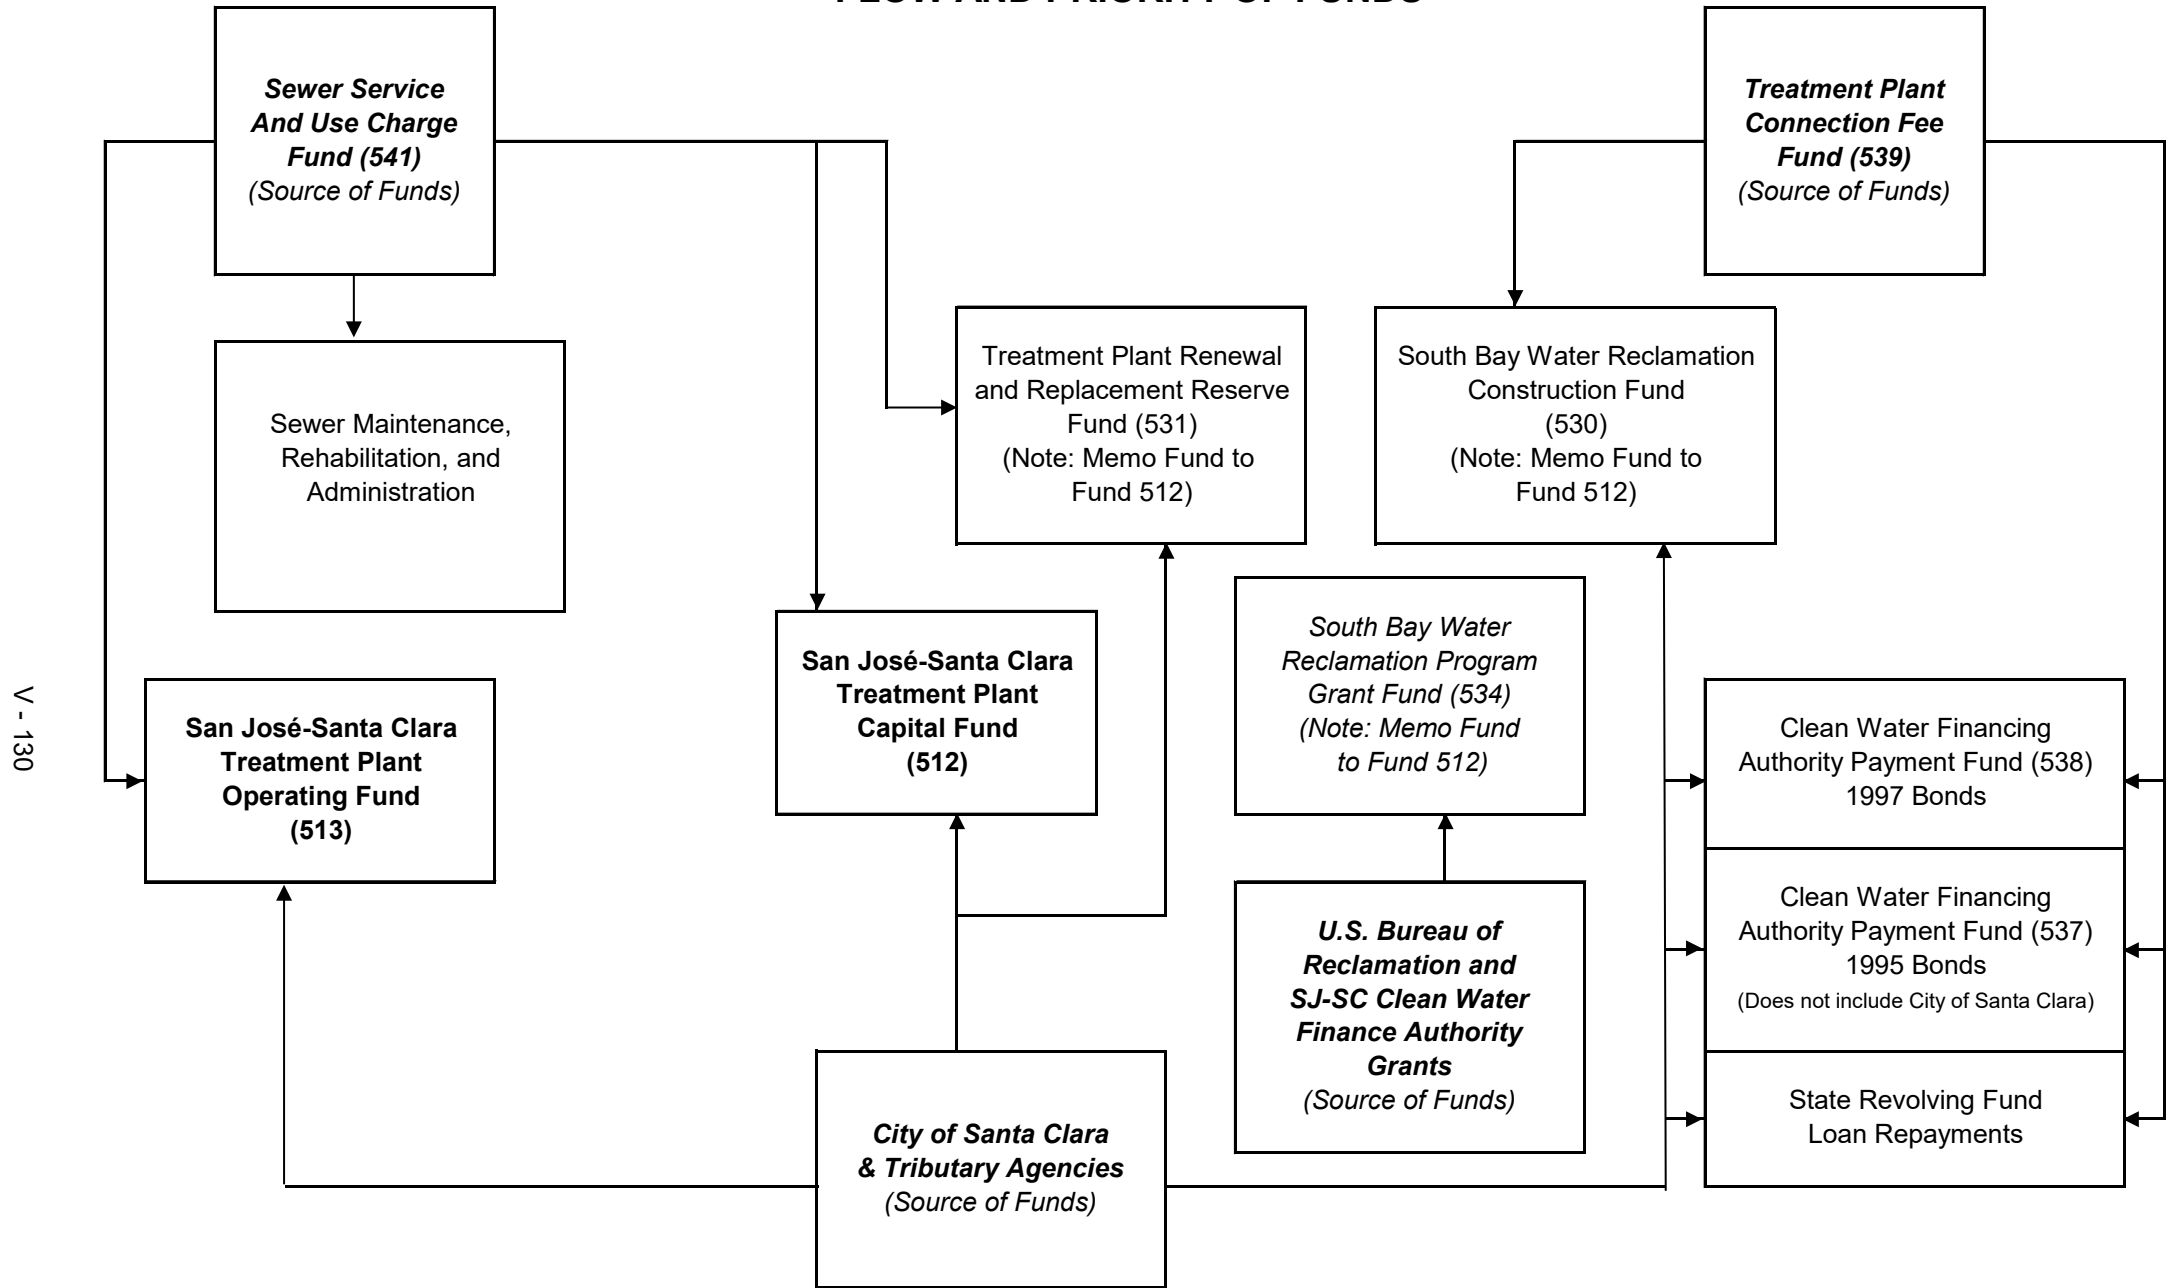 FLOW AND PRIORITY OF FUNDS
Sewer Service
And Use Charge
Fund (541)
(Source of Funds)
Treatment Plant
Connection Fee
Fund (539)
(Source of Funds)
Sewer Maintenance,
Rehabilitation, and
Administration
Treatment Plant Renewal
and Replacement Reserve
Fund (531)
(Note: Memo Fund to
Fund 512)
South Bay Water Reclamation
Construction Fund
(530)
(Note: Memo Fund to
Fund 512)
San José-Santa Clara
Treatment Plant
Operating Fund
(513)
San José-Santa Clara
Treatment Plant
Capital Fund
(512)
South Bay Water
Reclamation Program
Grant Fund (534)
(Note: Memo Fund
to Fund 512)
Clean Water Financing
Authority Payment Fund (538)
1997 Bonds
Clean Water Financing
Authority Payment Fund (537)
1995 Bonds
(Does not include City of Santa Clara)
State Revolving Fund
Loan Repayments
U.S. Bureau of
Reclamation and
SJ-SC Clean Water
Finance Authority
Grants
(Source of Funds)
City of Santa Clara
& Tributary Agencies
(Source of Funds)
V - 130